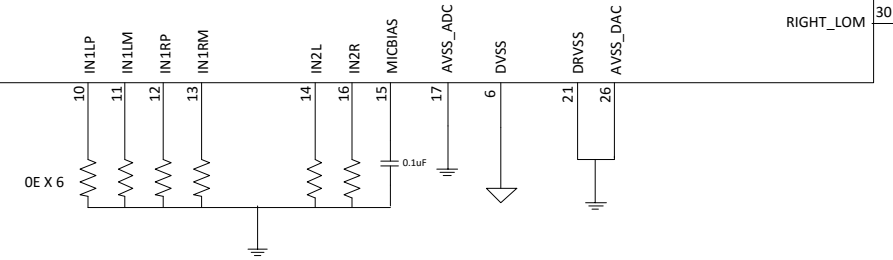 30
RIGHT_LOM
IN1LP
IN1LM
IN1RP
IN1RM
IN2L
IN2R
MICBIAS
AVSS_ADC
DVSS
DRVSS
AVSS_DAC
10
11
12
13
14
16
15
17
6
21
26
0E X 6
0.1uF